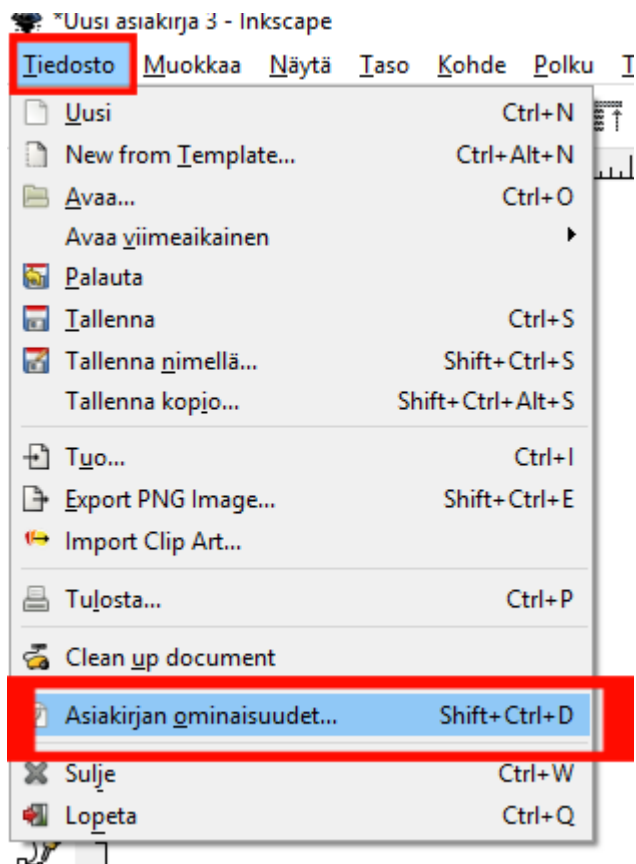 *Uusi asiakirja 3 - Inkscape
Tiedosto Muokkaa Näytä Taso Kohde Polku T
Uusi Ctrl+N
New from Template... Ctrl+Alt+N
Avaa... Ctrl+O
Avaa viimeaikainen
Palauta
Tallenna Ctrl+S
Tallenna nimellä... Shift+Ctrl+S
Tallenna kopio... Shift+Ctrl+Alt+S
Tuo... Ctrl+I
Export PNG Image... Shift+Ctrl+E
Import Clip Art...
Tulosta... Ctrl+P
Clean up document
Asiakirjan ominaisuudet... Shift+Ctrl+D
Sulje Ctrl+W
Lopeta Ctrl+Q